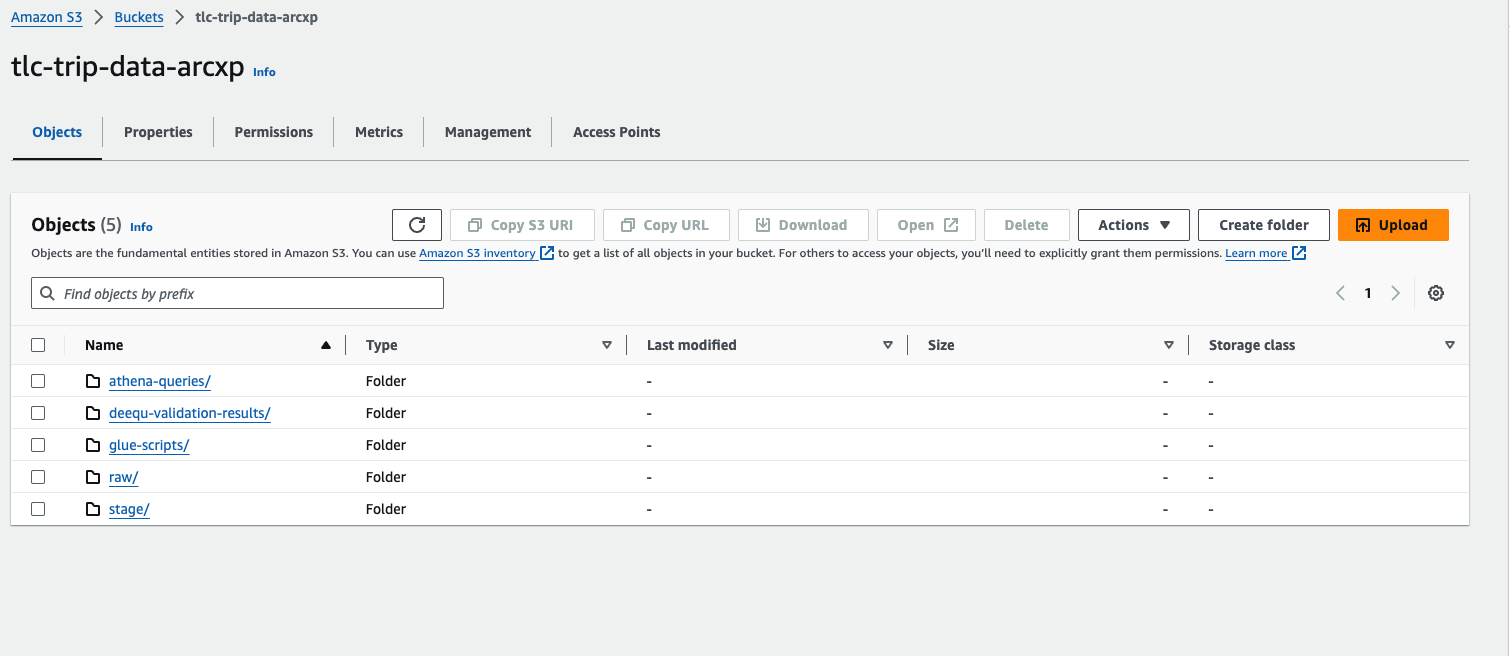 Amazon S3 > Buckets > tlc-trip-data-arcxp
tlc-trip-data-arcxp Info
Objects Properties Permissions Metrics Management Access Points
Objects (5) Info Copy S3 URI Copy URL Download Open Delete Actions Create folder Upload
Objects are the fundamental entities stored in Amazon S3. You can use Amazon S3 inventory to get a list of all objects in your bucket. For others to access your objects, you'll need to explicitly grant them permissions. Learn more
Find objects by prefix 1
Name Type Last modified Size Storage class
athena-queries/ Folder - - -
deequ-validation-results/ Folder - - -
glue-scripts/ Folder - - -
raw/ Folder - - -
stage/ Folder - - -